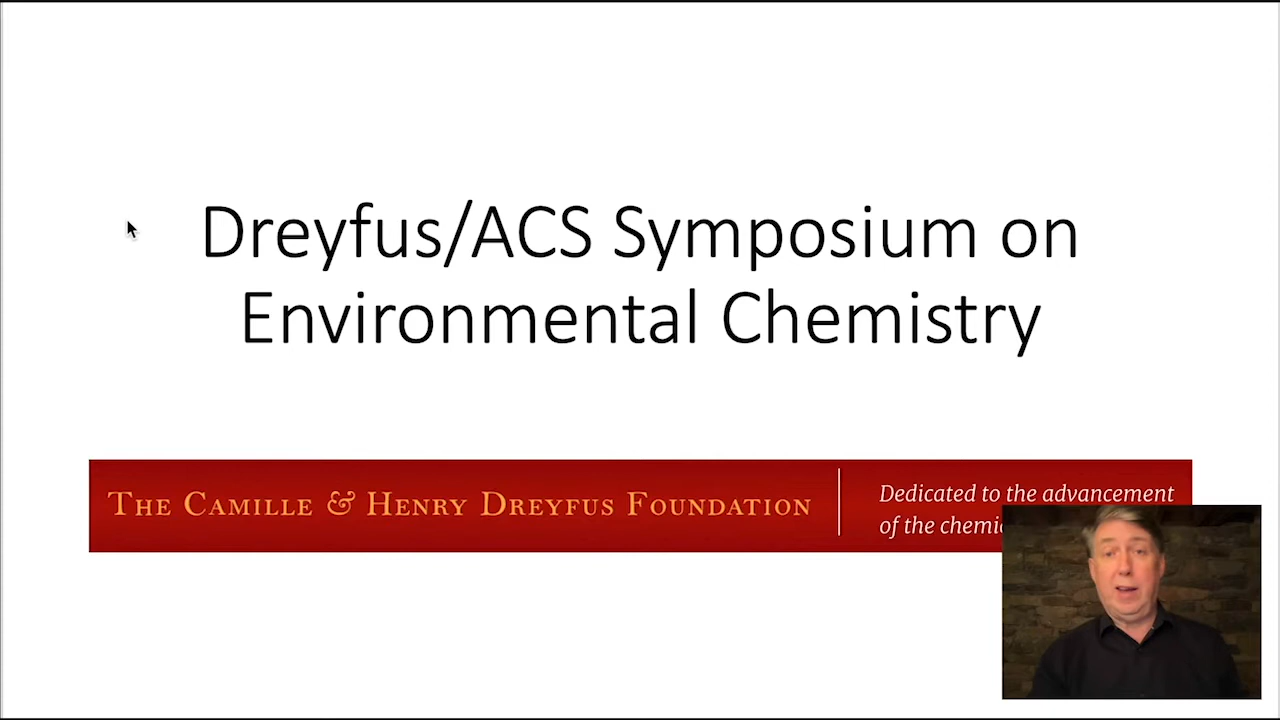 Dreyfus/ACS Symposium on
Environmental Chemistry
THE CAMILLE & HENRY DREYFUS FOUNDATION
Dedicated to the advancement
of the